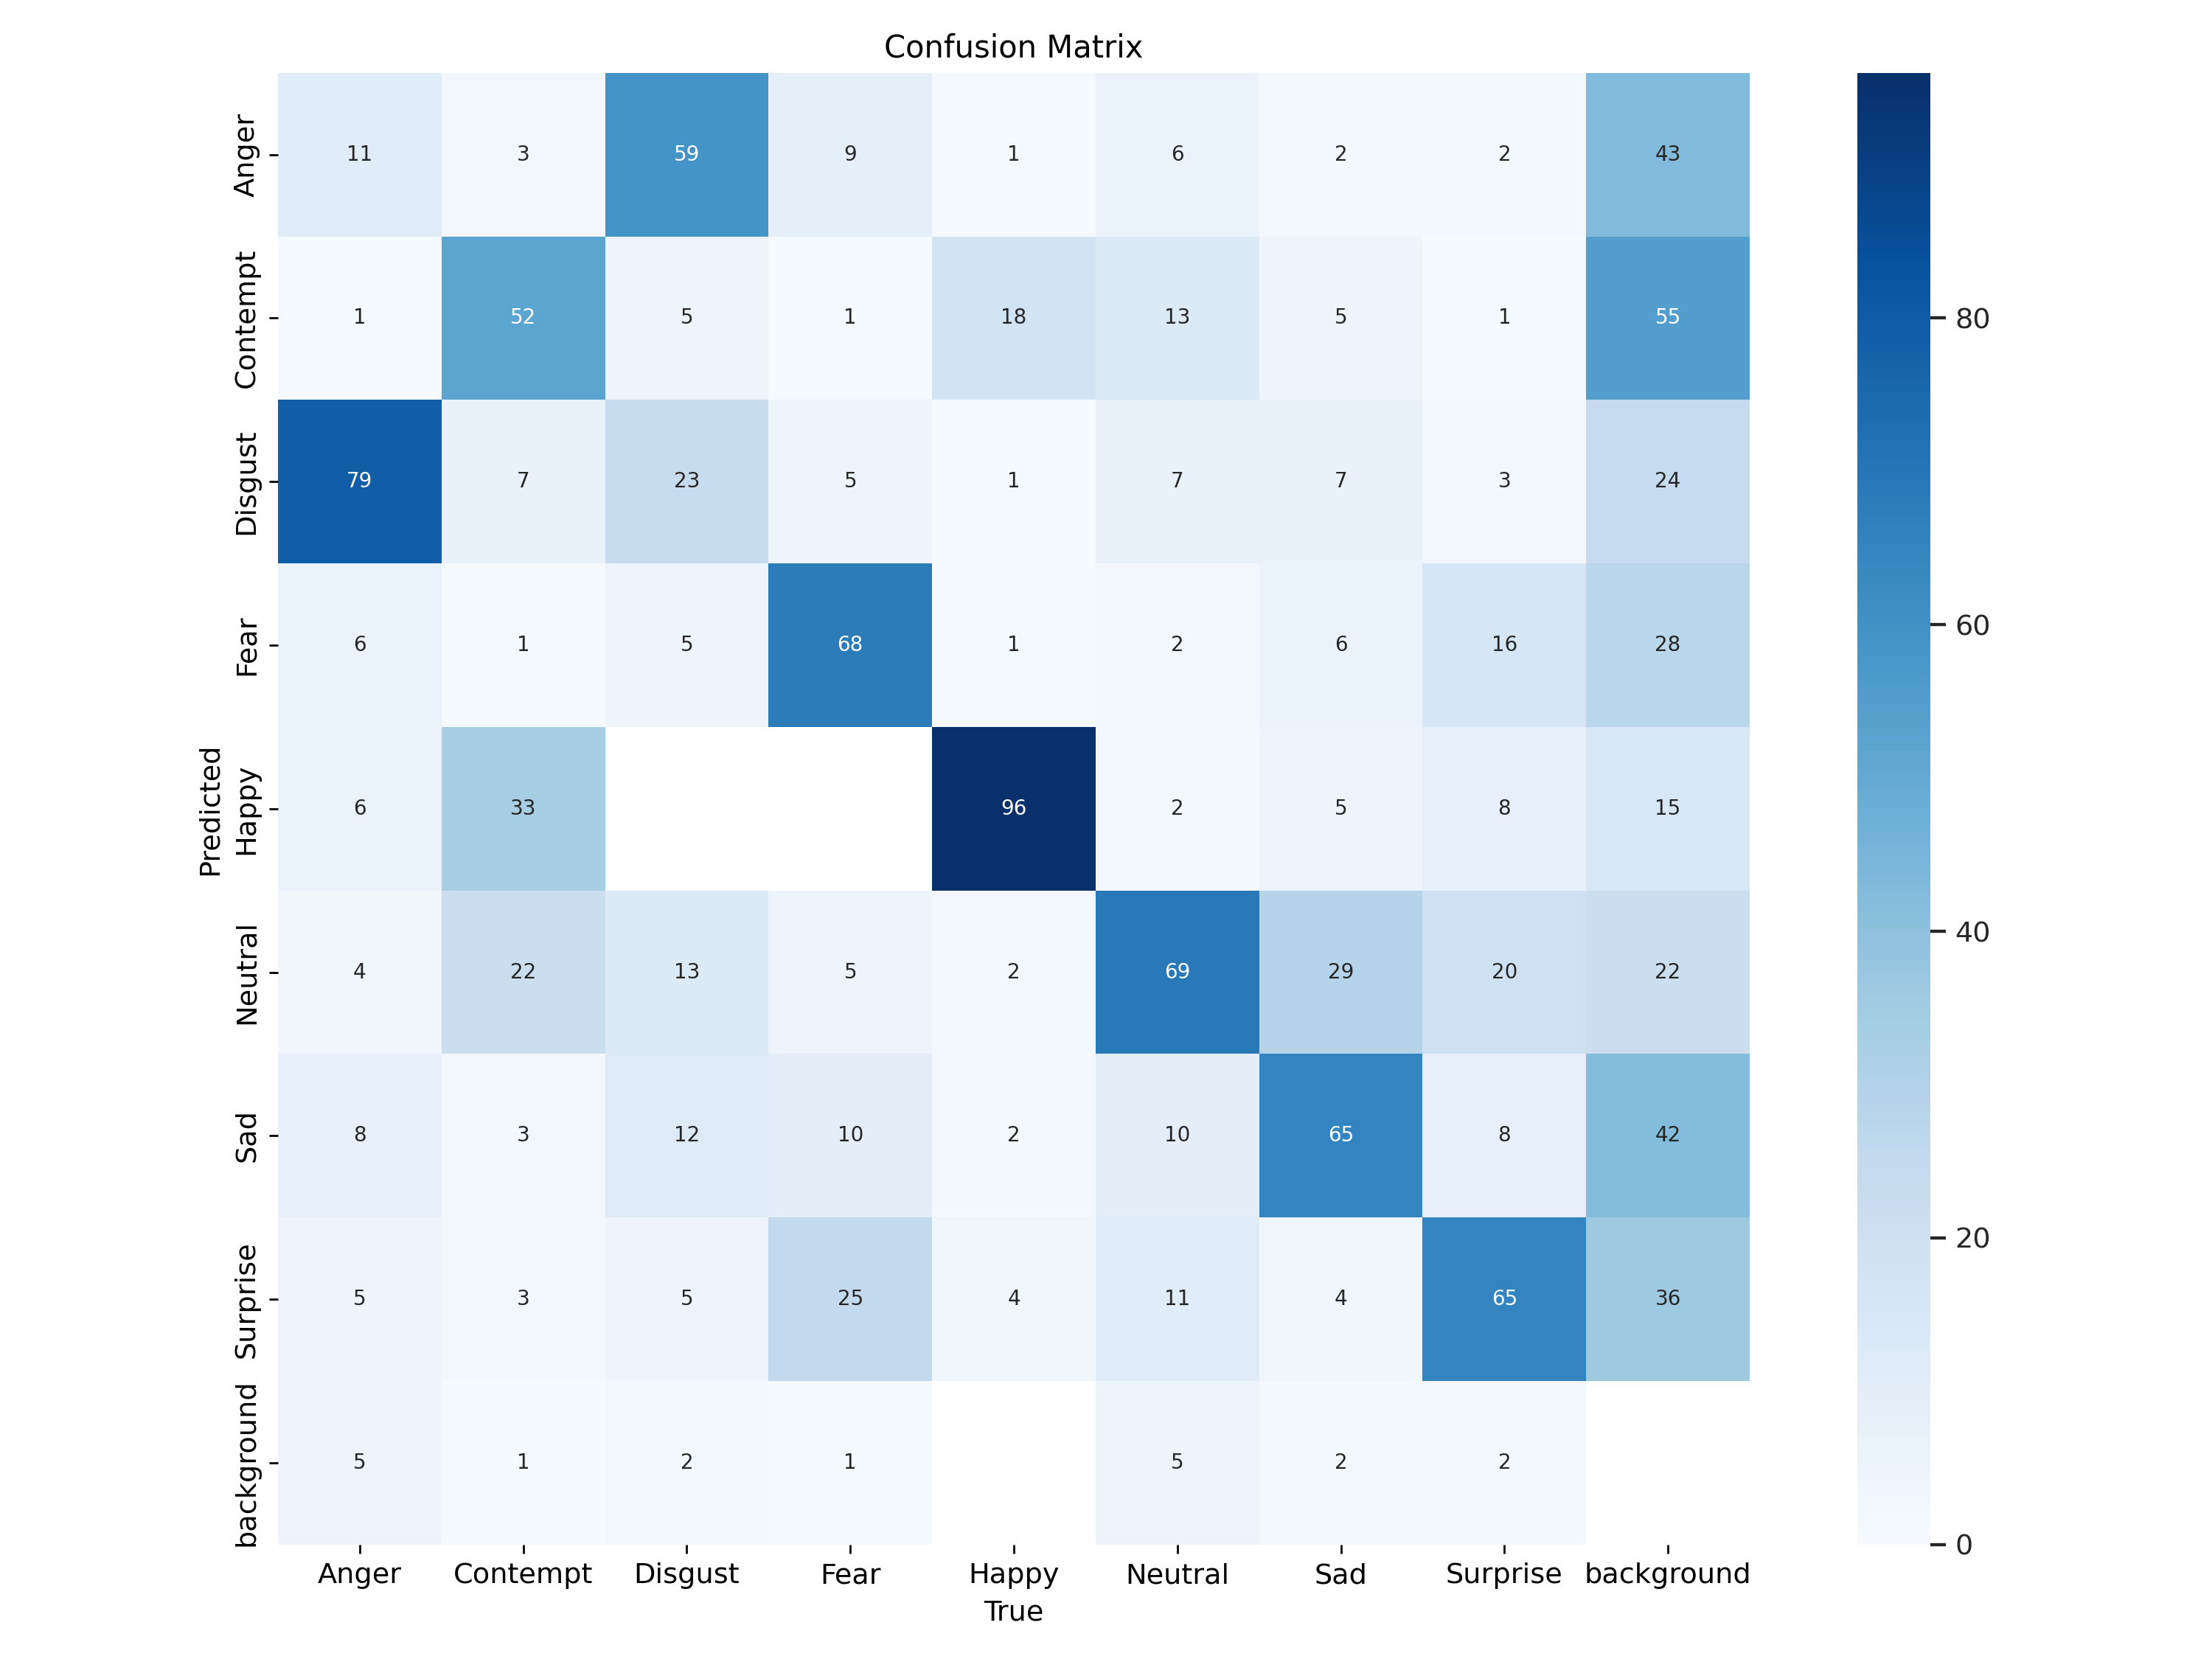 Confusion Matrix
Predicted
Anger 11 3 59 9 1 6 2 2 43
Contempt 1 52 5 1 18 13 5 1 55
Disgust 79 7 23 5 1 7 7 3 24
Fear 6 1 5 68 1 2 6 16 28
Happy 6 33 96 2 5 8 15
Neutral 4 22 13 5 2 69 29 20 22
Sad 8 3 12 10 2 10 65 8 42
Surprise 5 3 5 25 4 11 4 65 36
background 5 1 2 1 5 2 2
Anger Contempt Disgust Fear Happy Neutral Sad Surprise background
True
80
60
40
20
0